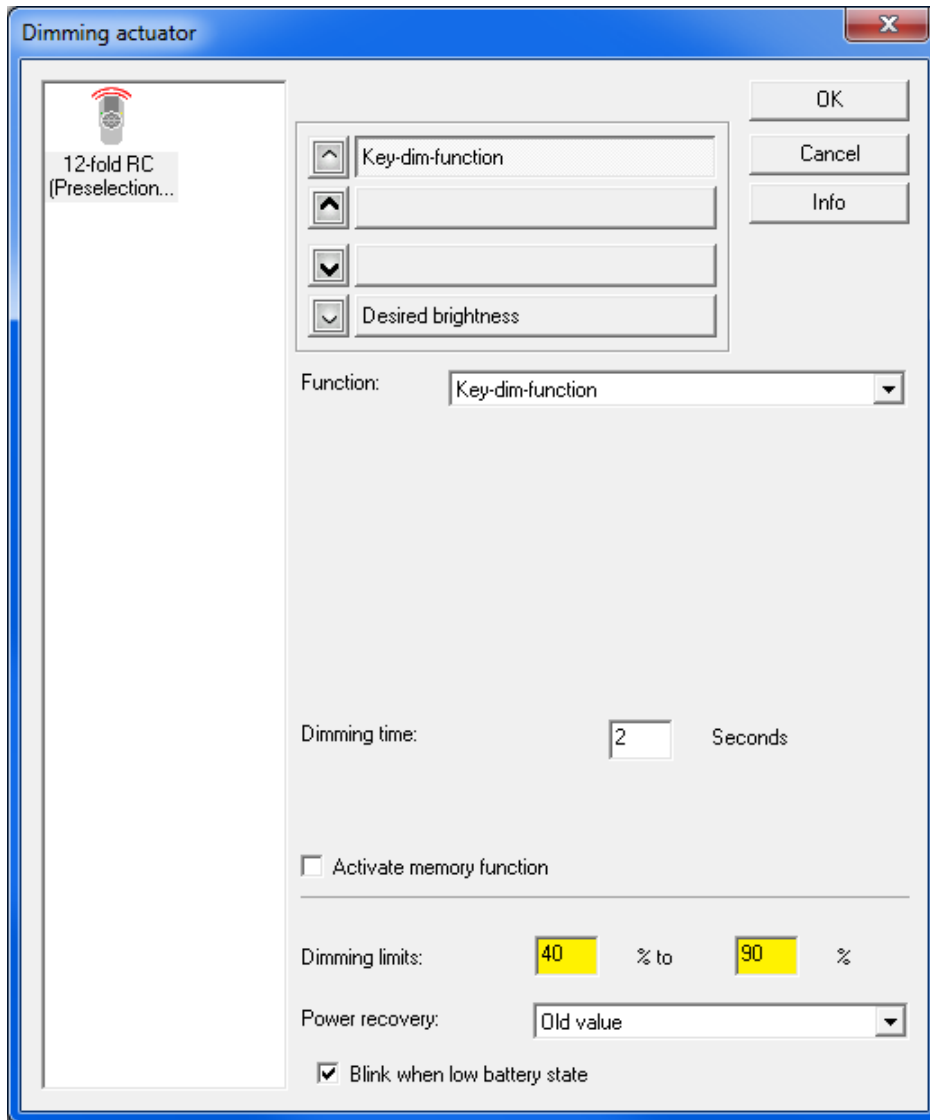 Dimming actuator
12-fold RC
(Preselection...
Key-dim-function
Desired brightness
OK
Cancel
Info
Function: Key-dim-function
Dimming time: 2 Seconds
Activate memory function
Dimming limits: 40 % to 90 %
Power recovery: Old value
Blink when low battery state